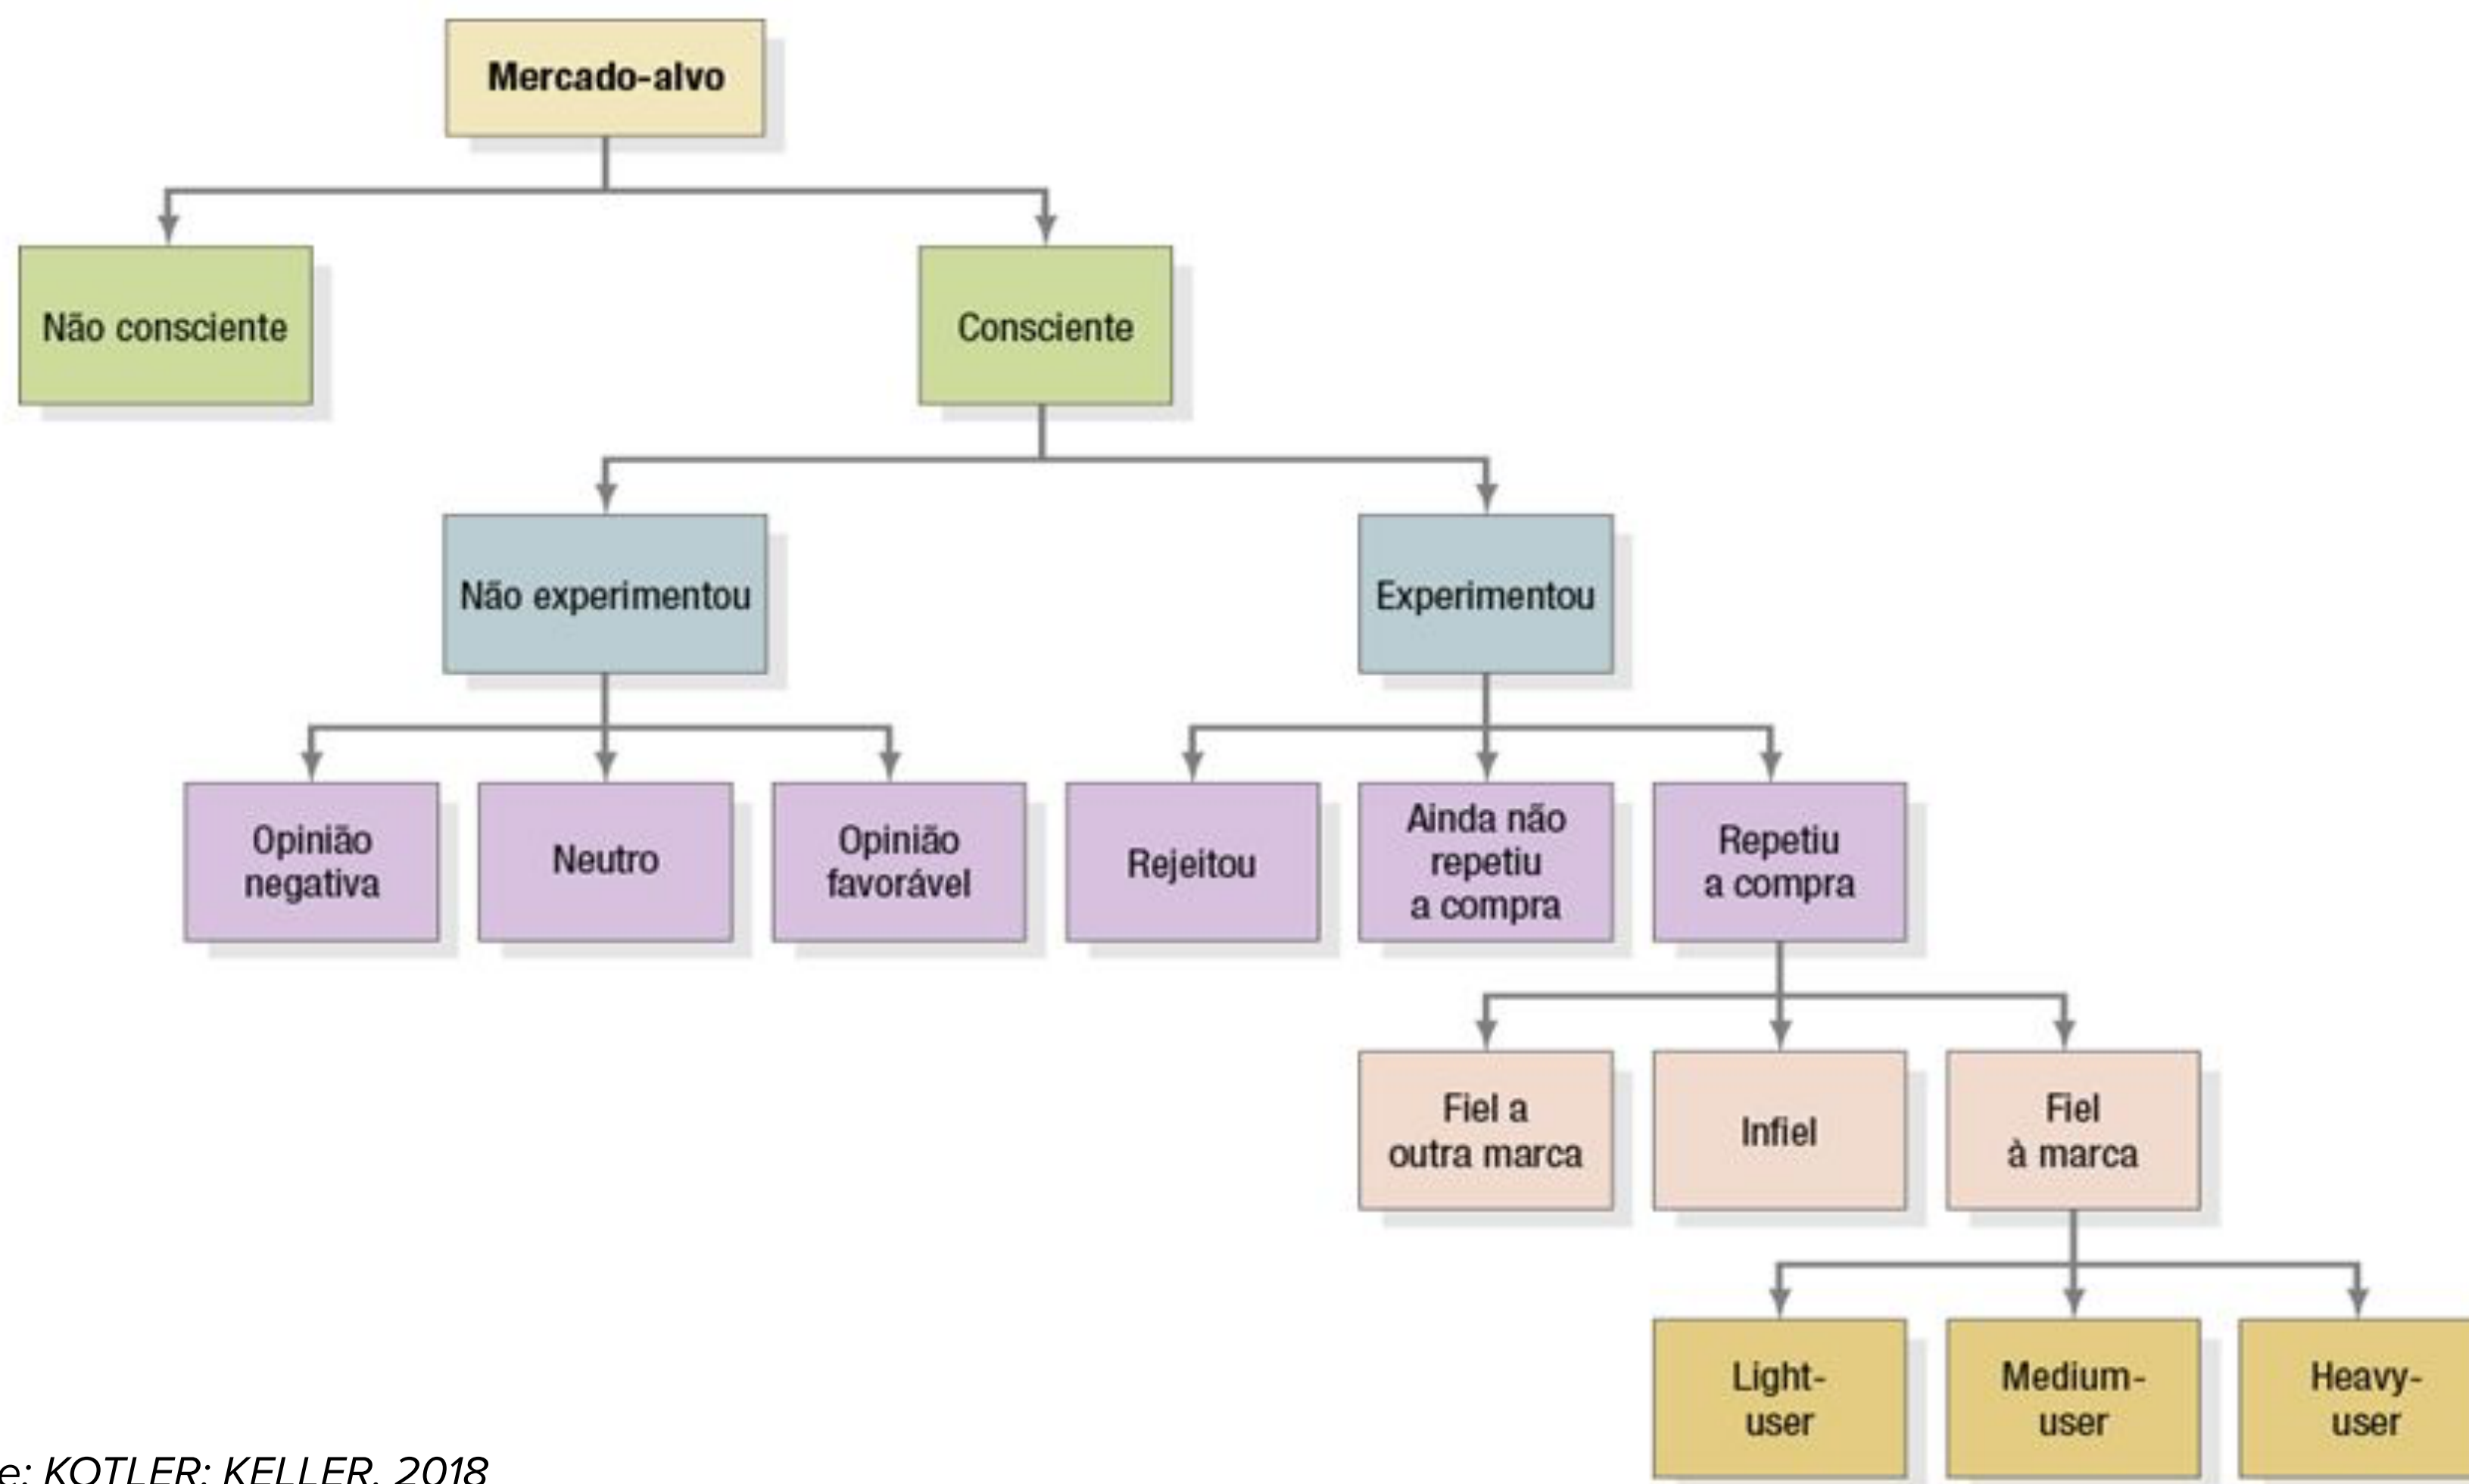 Mercado-alvo
Não consciente
Consciente
Não experimentou
Experimentou
Opinião
negativa
Neutro
Opinião
favorável
Rejeitou
Ainda não
repetiu
a compra
Repetiu
a compra
Fiel a
outra marca
Infiel
Fiel
à marca
Light-
user
Medium-
user
Heavy-
user
e: KOTLER; KELLER, 2018